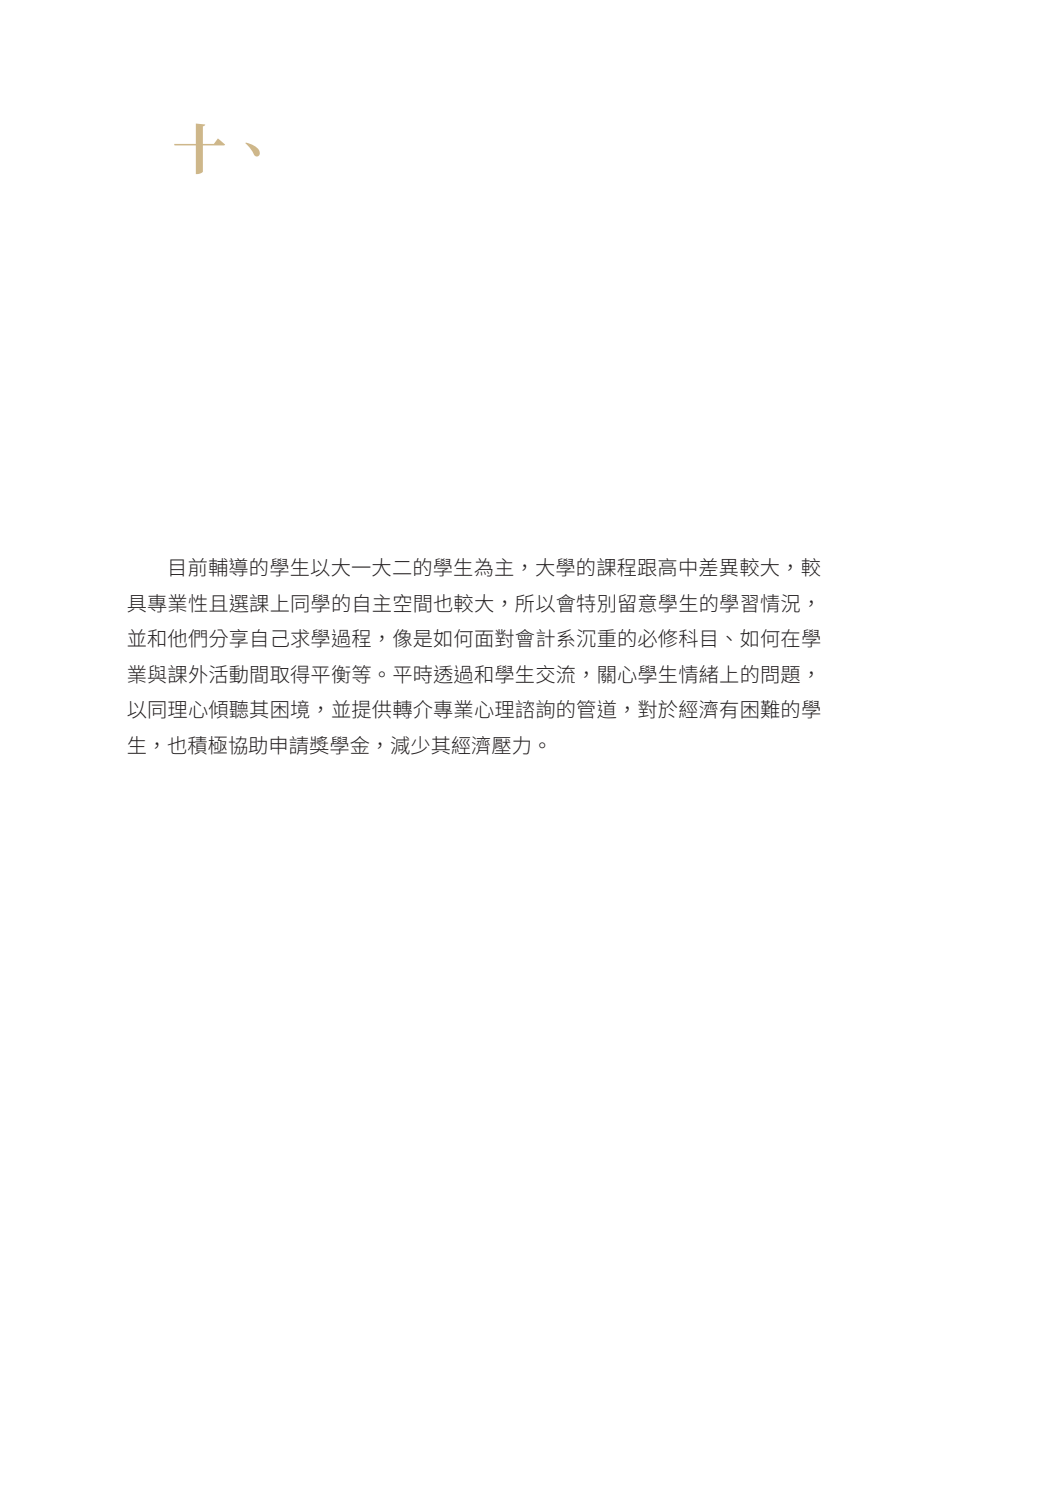 十、
目前輔導的學生以大一大二的學生為主，大學的課程跟高中差異較大，較
具專業性且選課上同學的自主空間也較大，所以會特別留意學生的學習情況，
並和他們分享自己求學過程，像是如何面對會計系沉重的必修科目、如何在學
業與課外活動間取得平衡等。平時透過和學生交流，關心學生情緒上的問題，
以同理心傾聽其困境，並提供轉介專業心理諮詢的管道，對於經濟有困難的學
生，也積極協助申請獎學金，減少其經濟壓力。